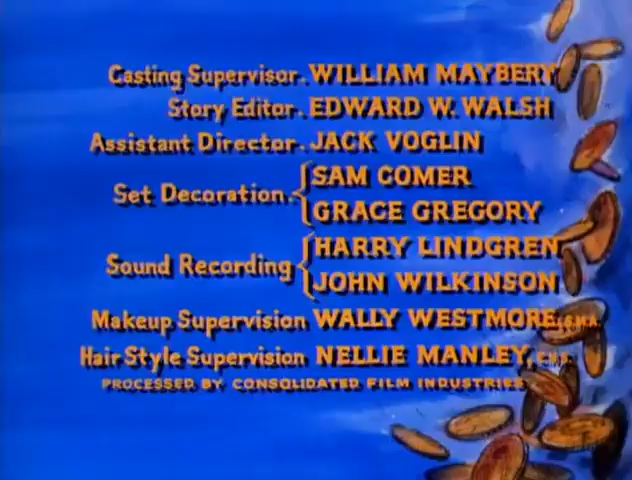 Casting Supervisor. WILLIAM MAYBERY
Story Editor. EDWARD W. WALSH
Assistant Director. JACK VOGLIN
Set Decoration. { SAM COMER
GRACE GREGORY
Sound Recording { HARRY LINDGREN
JOHN WILKINSON
Makeup Supervision WALLY WESTMORE,
Hair Style Supervision NELLIE MANLEY, C.H.S.
PROCESSED BY CONSOLIDATED FILM INDUSTRIES